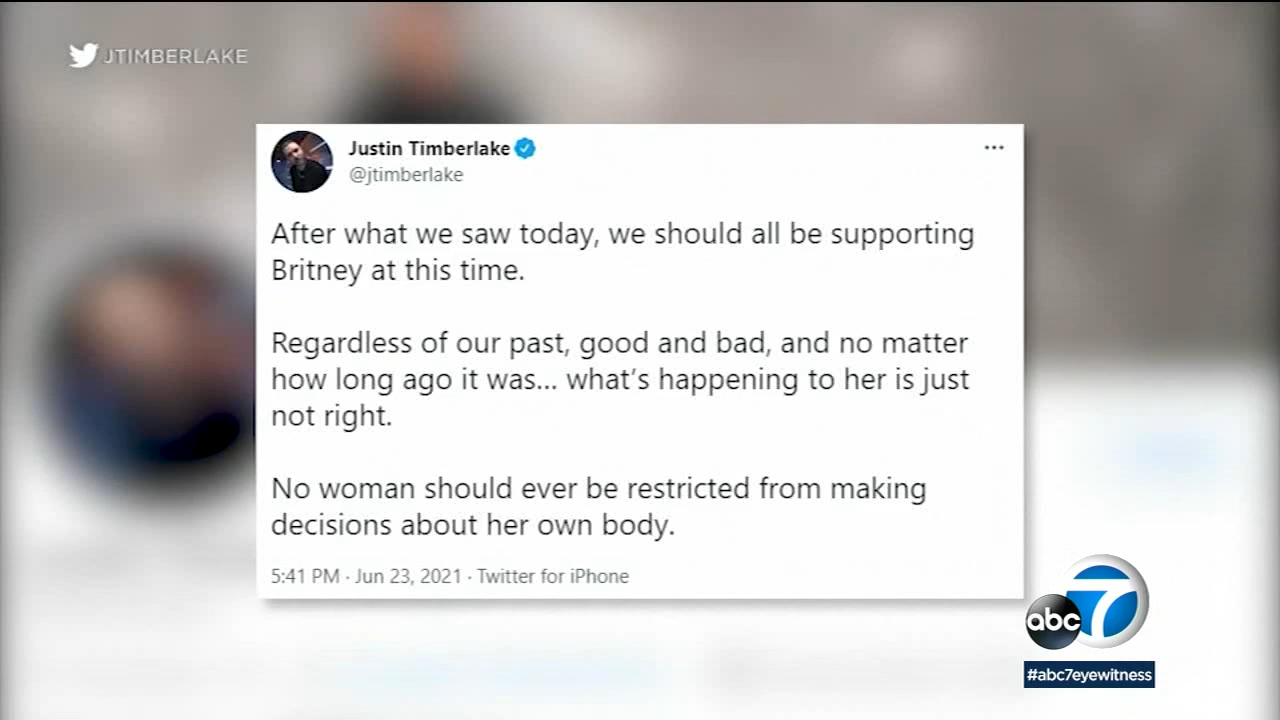 JTIMBERLAKE
Justin Timberlake
@jtimberlake
After what we saw today, we should all be supporting
Britney at this time.
Regardless of our past, good and bad, and no matter
how long ago it was... what's happening to her is just
not right.
No woman should ever be restricted from making
decisions about her own body.
5:41 PM · Jun 23, 2021 · Twitter for iPhone
abc 7
#abc7eyewitness